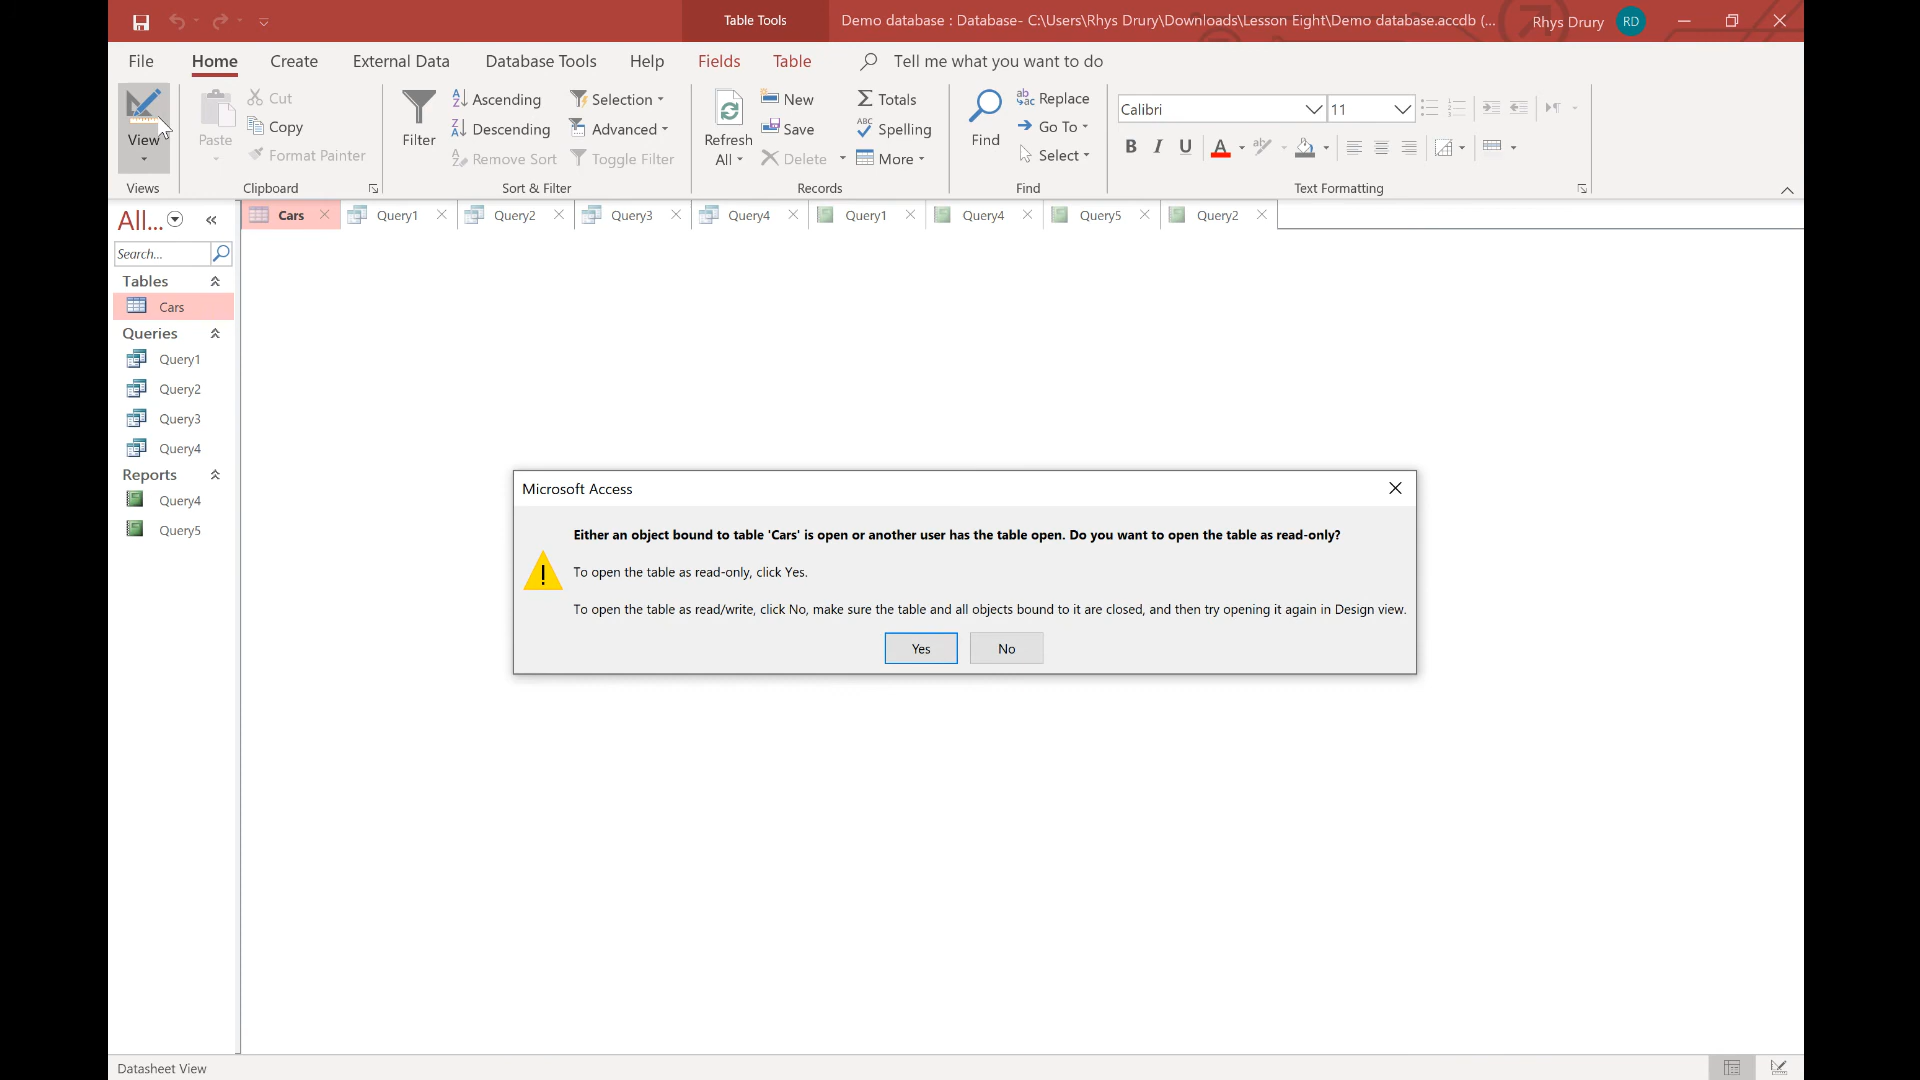 Table Tools
Demo database : Database- C:\Users\Rhys Drury\Downloads\Lesson Eight\Demo database.accdb (...
Rhys Drury
RD
File
Home
Create
External Data
Database Tools
Help
Fields
Table
Tell me what you want to do
View
Views
Paste
Cut
Copy
Format Painter
Clipboard
Filter
Ascending
Descending
Remove Sort
Selection
Advanced
Toggle Filter
Sort & Filter
Refresh
All
New
Save
Delete
Totals
Spelling
More
Records
Find
Replace
Go To
Select
Find
Calibri
11
B I U A
Text Formatting
All...
Search...
Tables
Cars
Queries
Query1
Query2
Query3
Query4
Reports
Query4
Query5
Cars
Query1
Query2
Query3
Query4
Query1
Query4
Query5
Query2
Microsoft Access
Either an object bound to table 'Cars' is open or another user has the table open. Do you want to open the table as read-only?
To open the table as read-only, click Yes.
To open the table as read/write, click No, make sure the table and all objects bound to it are closed, and then try opening it again in Design view.
Yes
No
Datasheet View